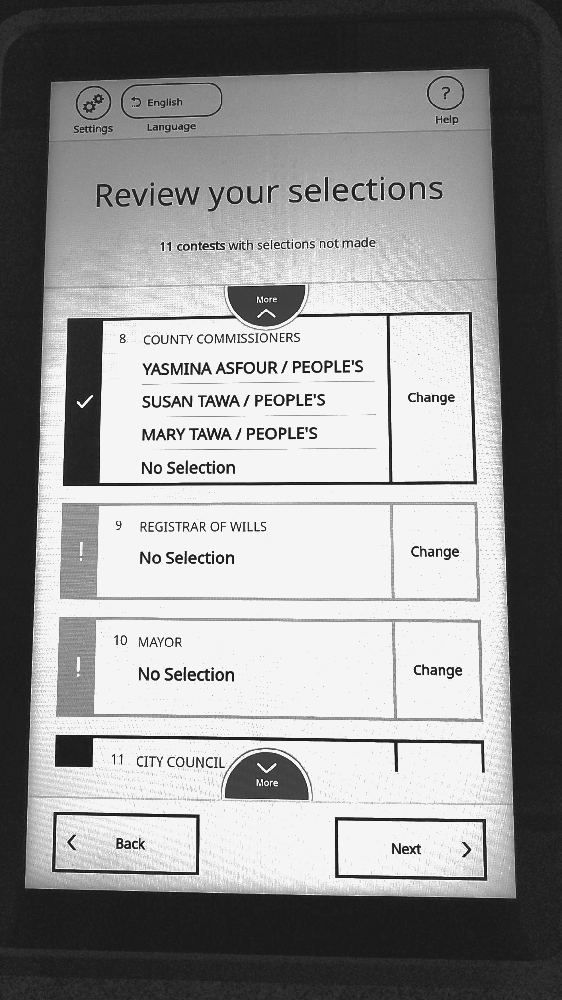 English
Settings
Language
?
Help
Review your selections
11 contests with selections not made
More
8 COUNTY COMMISSIONERS
YASMINA ASFOUR / PEOPLE'S
SUSAN TAWA / PEOPLE'S
MARY TAWA / PEOPLE'S
No Selection
Change
!
9 REGISTRAR OF WILLS
No Selection
Change
!
10 MAYOR
No Selection
Change
11 CITY COUNCIL
More
Back
Next